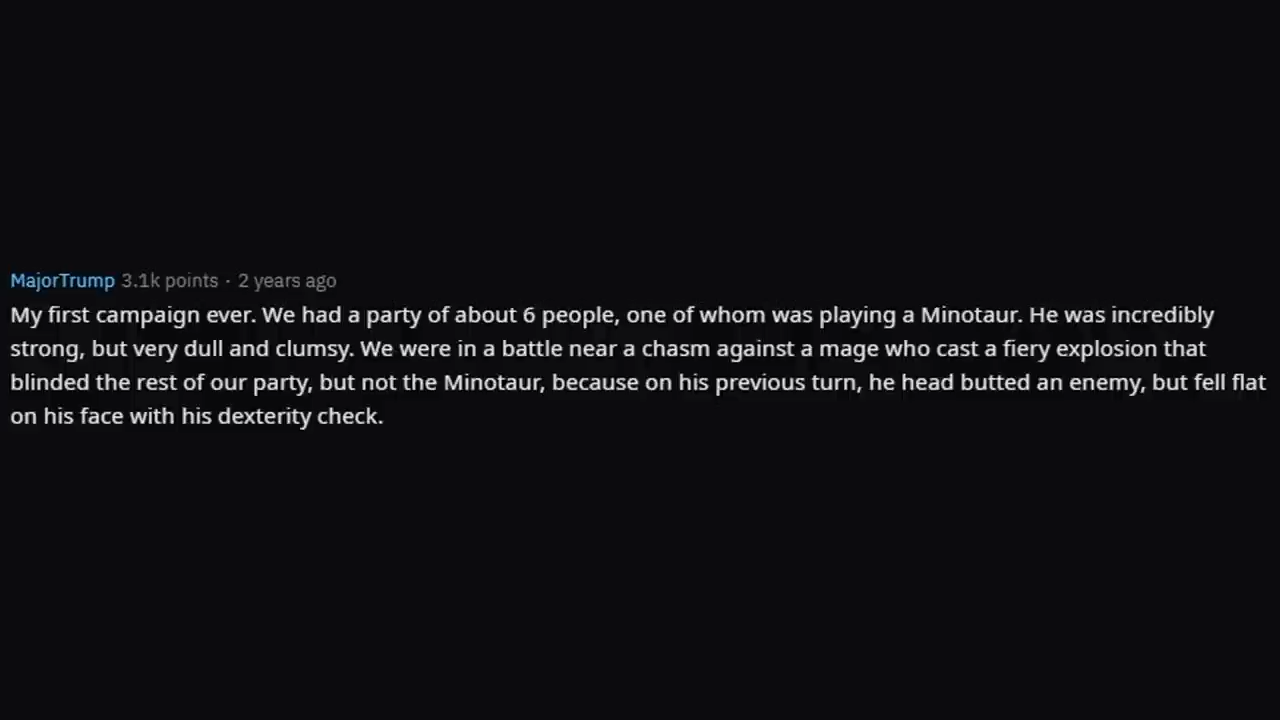 MajorTrump 3.1k points · 2 years ago
My first campaign ever. We had a party of about 6 people, one of whom was playing a Minotaur. He was incredibly
strong, but very dull and clumsy. We were in a battle near a chasm against a mage who cast a fiery explosion that
blinded the rest of our party, but not the Minotaur, because on his previous turn, he head butted an enemy, but fell flat
on his face with his dexterity check.